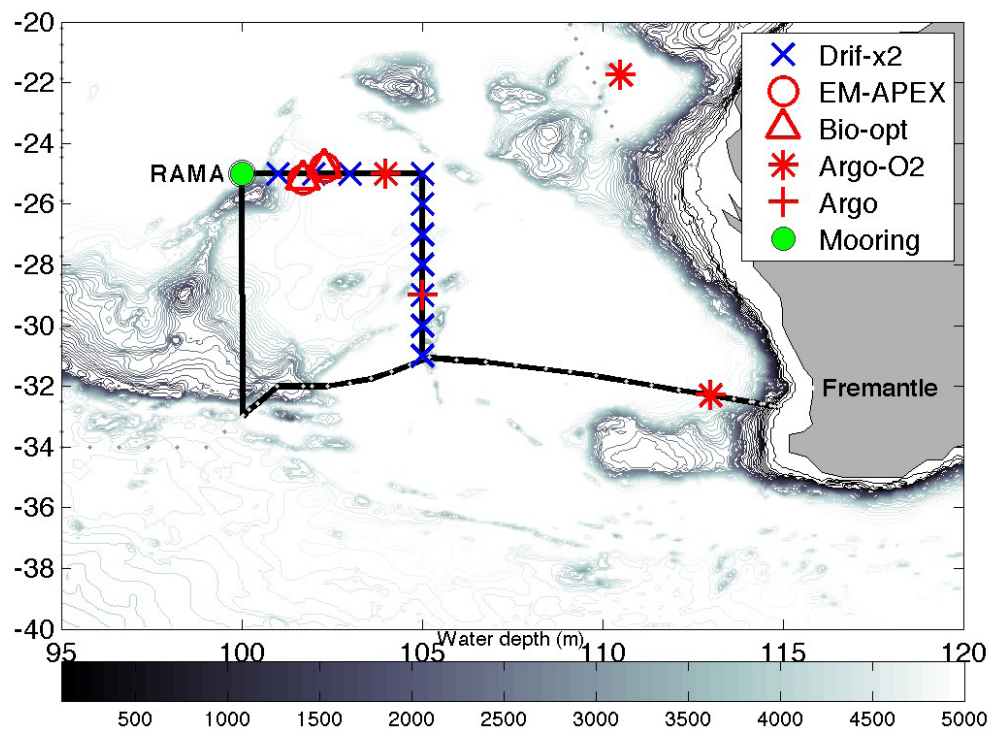 -20
-22
-24
-26
-28
-30
-32
-34
-36
-38
-40
RAMA
Drif-x2
EM-APEX
Bio-opt
Argo-O2
Argo
Mooring
Fremantle
95 100 105 110 115 120
Water depth (m)
500 1000 1500 2000 2500 3000 3500 4000 4500 5000